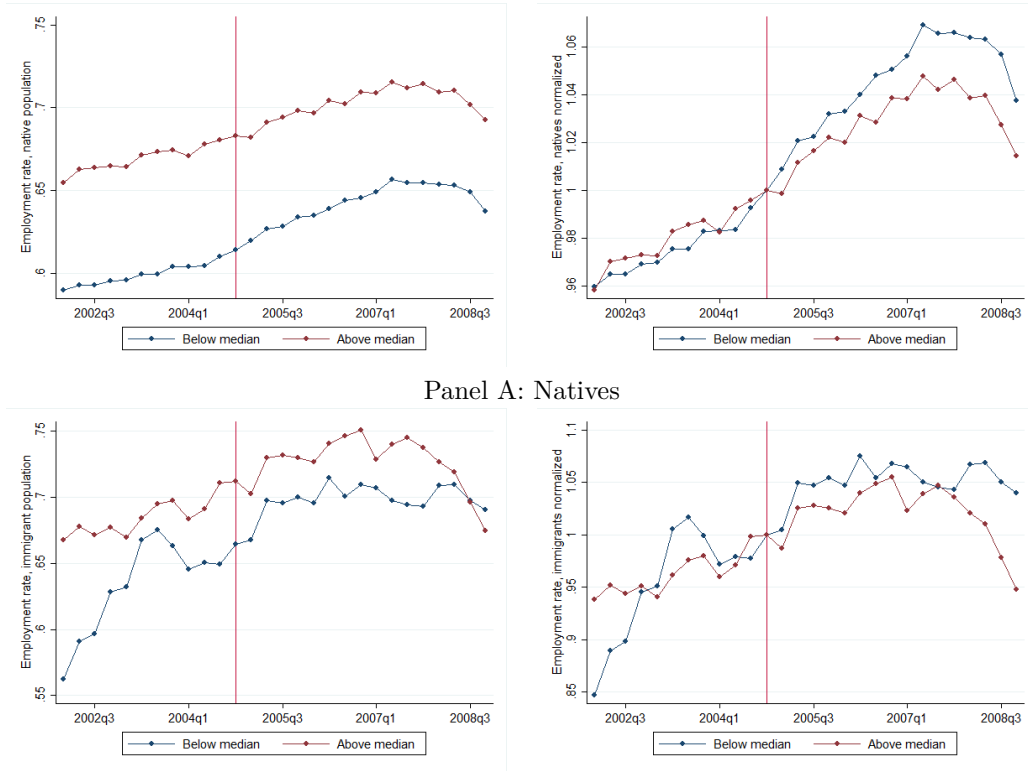 Employment rate, native population
.6 .65 .7 .75
2002q3 2004q1 2005q3 2007q1 2008q3
Below median Above median
Employment rate, natives normalized
.96 .98 1 1.02 1.04 1.06
2002q3 2004q1 2005q3 2007q1 2008q3
Below median Above median
Panel A: Natives
Employment rate, immigrant population
.55 .6 .65 .7 .75
2002q3 2004q1 2005q3 2007q1 2008q3
Below median Above median
Employment rate, immigrants normalized
.85 .9 .95 1 1.05 1.1
2002q3 2004q1 2005q3 2007q1 2008q3
Below median Above median